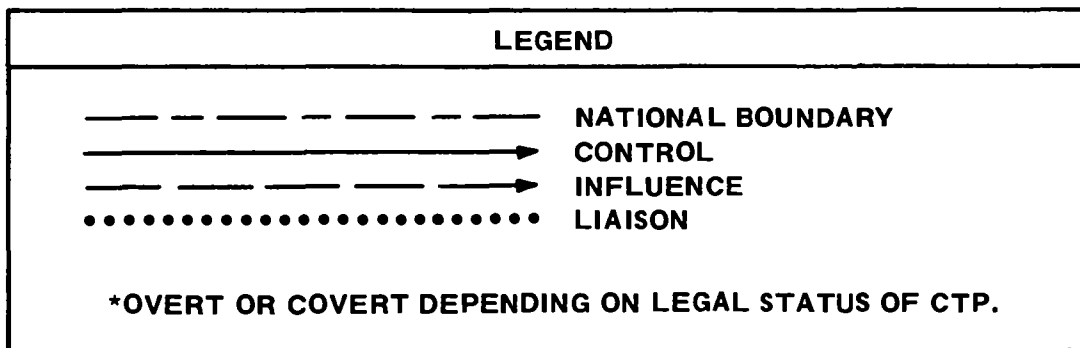 LEGEND
NATIONAL BOUNDARY
CONTROL
INFLUENCE
LIAISON
*OVERT OR COVERT DEPENDING ON LEGAL STATUS OF CTP.